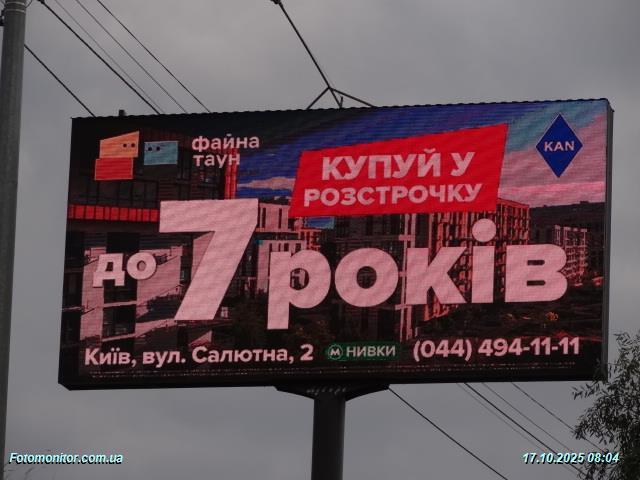 файна
таун
KAN
КУПУЙ У
РОЗСТРОЧКУ
до 7 років
Київ, вул. Салютна, 2 М НИВКИ (044) 494-11-11
Fotomonitor.com.ua
17.10.2025 08:04